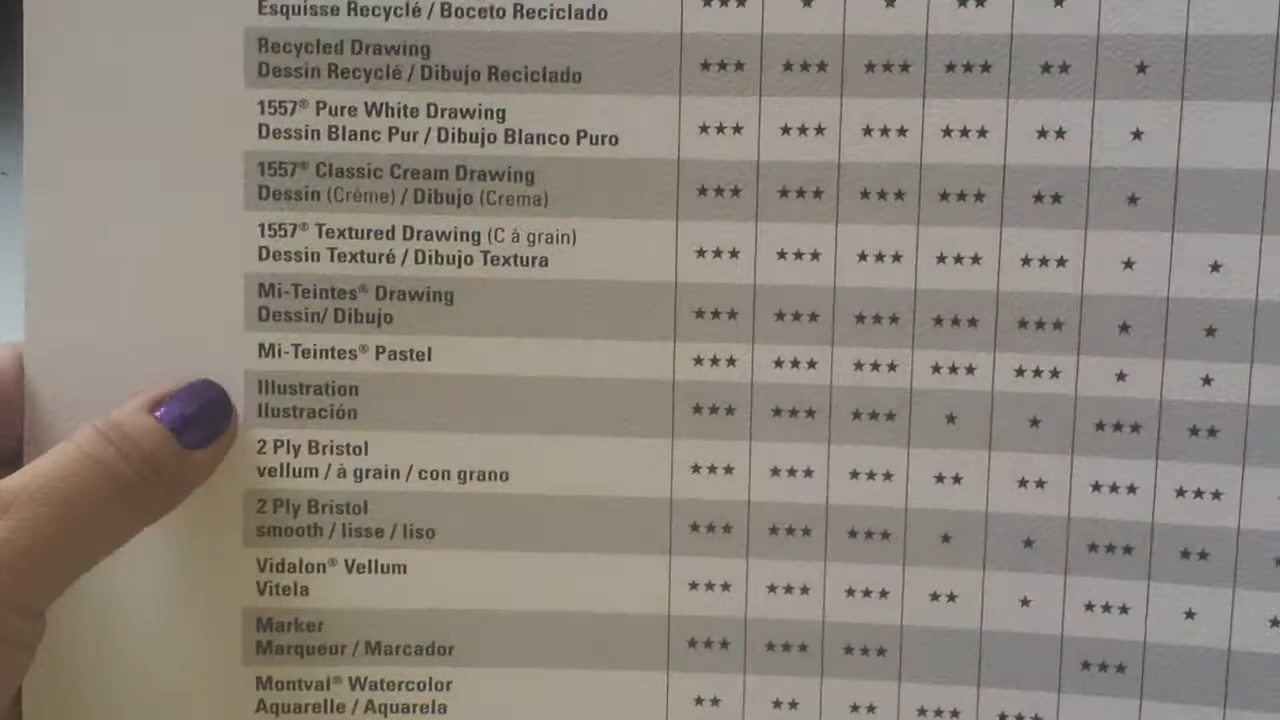 Esquisse Recyclé / Boceto Reciclado ★★★ ★ ★ ★★ ★
Recycled Drawing
Dessin Recyclé / Dibujo Reciclado ★★★ ★★★ ★★★ ★★★ ★★ ★
1557® Pure White Drawing
Dessin Blanc Pur / Dibujo Blanco Puro ★★★ ★★★ ★★★ ★★★ ★★ ★
1557® Classic Cream Drawing
Dessin (Crème) / Dibujo (Crema) ★★★ ★★★ ★★★ ★★★ ★★ ★
1557® Textured Drawing (C à grain)
Dessin Texturé / Dibujo Textura ★★★ ★★★ ★★★ ★★★ ★★★ ★ ★
Mi-Teintes® Drawing
Dessin/ Dibujo ★★★ ★★★ ★★★ ★★★ ★★★ ★ ★
Mi-Teintes® Pastel ★★★ ★★★ ★★★ ★★★ ★★★ ★ ★
Illustration
Ilustración ★★★ ★★★ ★★★ ★ ★ ★★★ ★★
2 Ply Bristol
vellum / à grain / con grano ★★★ ★★★ ★★★ ★★ ★★ ★★★ ★★★
2 Ply Bristol
smooth / lisse / liso ★★★ ★★★ ★★★ ★ ★ ★★★ ★★
Vidalon® Vellum
Vitela ★★★ ★★★ ★★★ ★★ ★ ★★★ ★
Marker
Marqueur / Marcador ★★★ ★★★ ★★★ ★★★
Montval® Watercolor
Aquarelle / Aquarela ★★ ★★ ★★ ★★★ ★★★